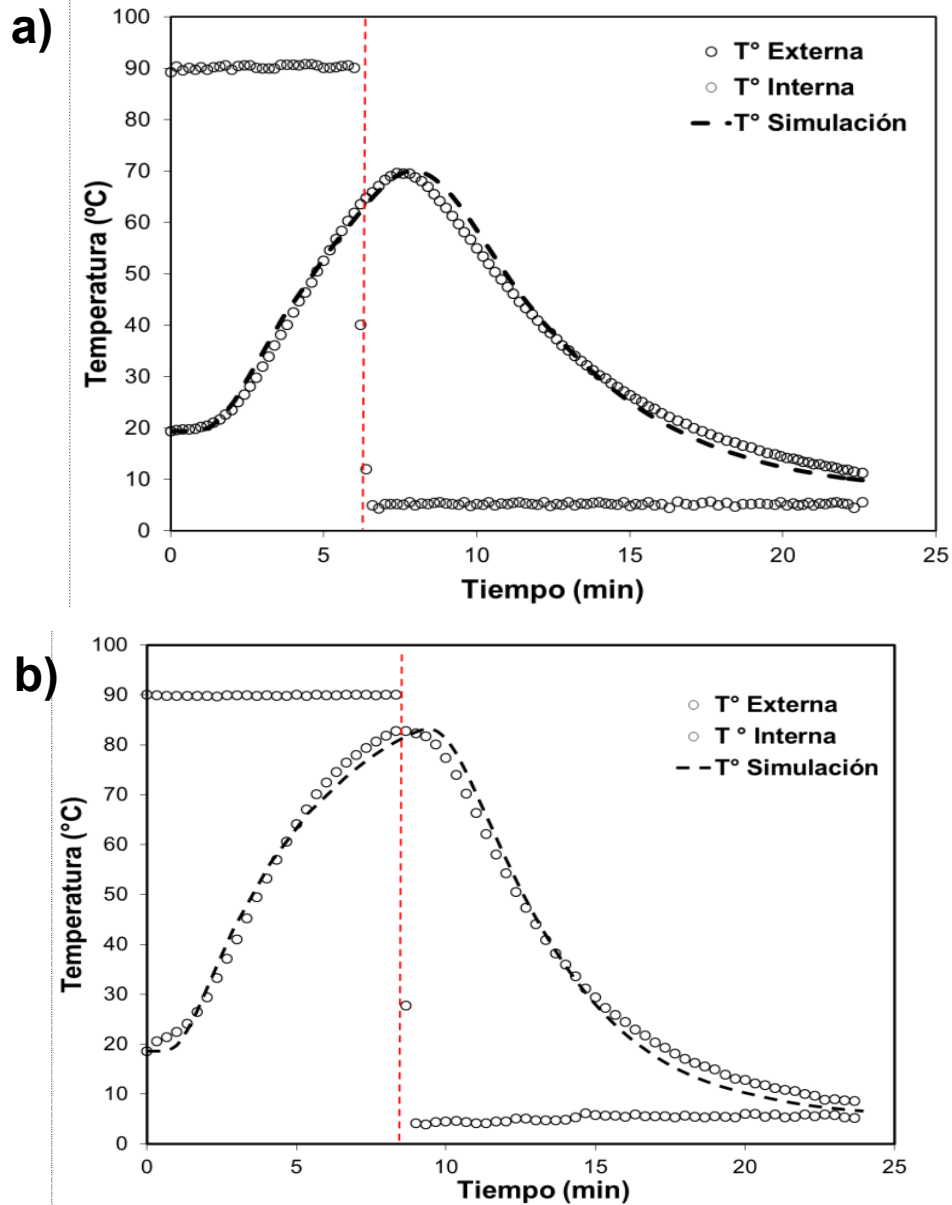 a)
100
90
80
70
60
50
40
30
20
10
0
Temperatura (ºC)
T° Externa
T° Interna
T° Simulación
0 5 10 15 20 25
Tiempo (min)
b)
100
90
80
70
60
50
40
30
20
10
0
Temperatura (°C)
T° Externa
T ° Interna
T° Simulación
0 5 10 15 20 25
Tiempo (min)